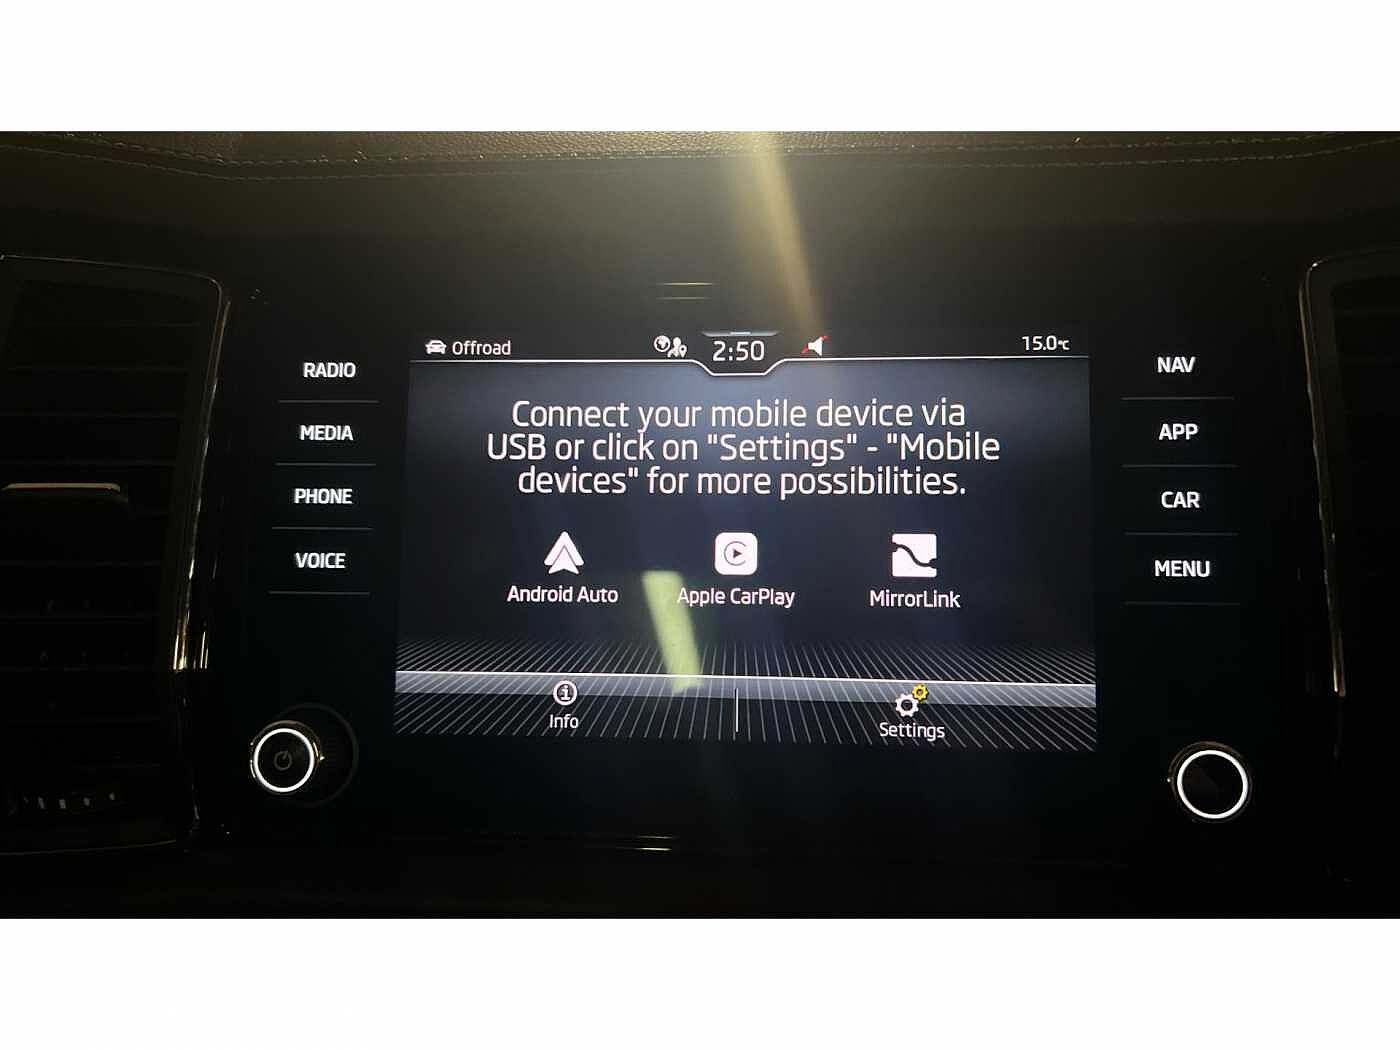 Offroad
2:50
15.0°C
RADIO
MEDIA
PHONE
VOICE
NAV
APP
CAR
MENU
Connect your mobile device via
USB or click on "Settings" - "Mobile
devices" for more possibilities.
Android Auto
Apple CarPlay
MirrorLink
Info
Settings